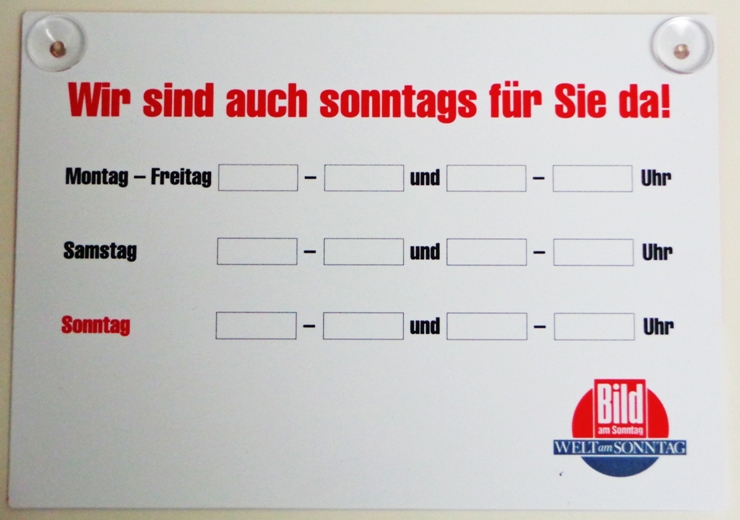 Wir sind auch sonntags für Sie da!
Montag – Freitag – und – Uhr
Samstag – und – Uhr
Sonntag – und – Uhr
Bild
am Sonntag
WELT am SONNTAG